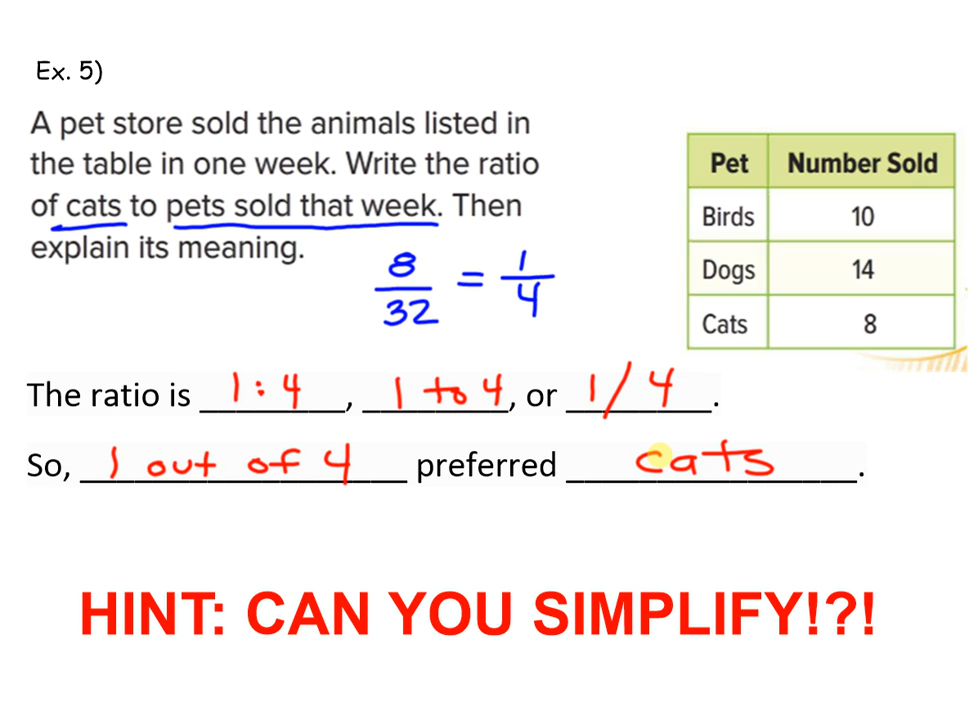 Ex. 5)
A pet store sold the animals listed in
the table in one week. Write the ratio
of cats to pets sold that week. Then
explain its meaning.
8/32 = 1/4
Pet Number Sold
Birds 10
Dogs 14
Cats 8
The ratio is 1:4, 1 to 4, or 1/4.
So, 1 out of 4 preferred cats.
HINT: CAN YOU SIMPLIFY!?!